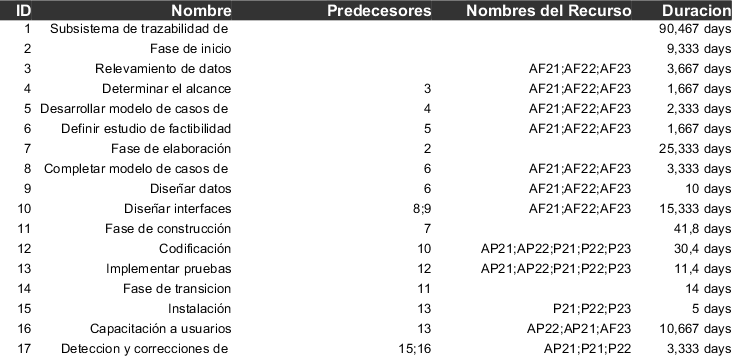 ID Nombre Predecesores Nombres del Recurso Duracion
1 Subsistema de trazabilidad de 90,467 days
2 Fase de inicio 9,333 days
3 Relevamiento de datos AF21;AF22;AF23 3,667 days
4 Determinar el alcance 3 AF21;AF22;AF23 1,667 days
5 Desarrollar modelo de casos de 4 AF21;AF22;AF23 2,333 days
6 Definir estudio de factibilidad 5 AF21;AF22;AF23 1,667 days
7 Fase de elaboración 2 25,333 days
8 Completar modelo de casos de 6 AF21;AF22;AF23 3,333 days
9 Diseñar datos 6 AF21;AF22;AF23 10 days
10 Diseñar interfaces 8;9 AF21;AF22;AF23 15,333 days
11 Fase de construcción 7 41,8 days
12 Codificación 10 AP21;AP22;P21;P22;P23 30,4 days
13 Implementar pruebas 12 AP21;AP22;P21;P22;P23 11,4 days
14 Fase de transicion 11 14 days
15 Instalación 13 P21;P22;P23 5 days
16 Capacitación a usuarios 13 AP22;AP21;AF23 10,667 days
17 Deteccion y correcciones de 15;16 AP21;P21;P22 3,333 days